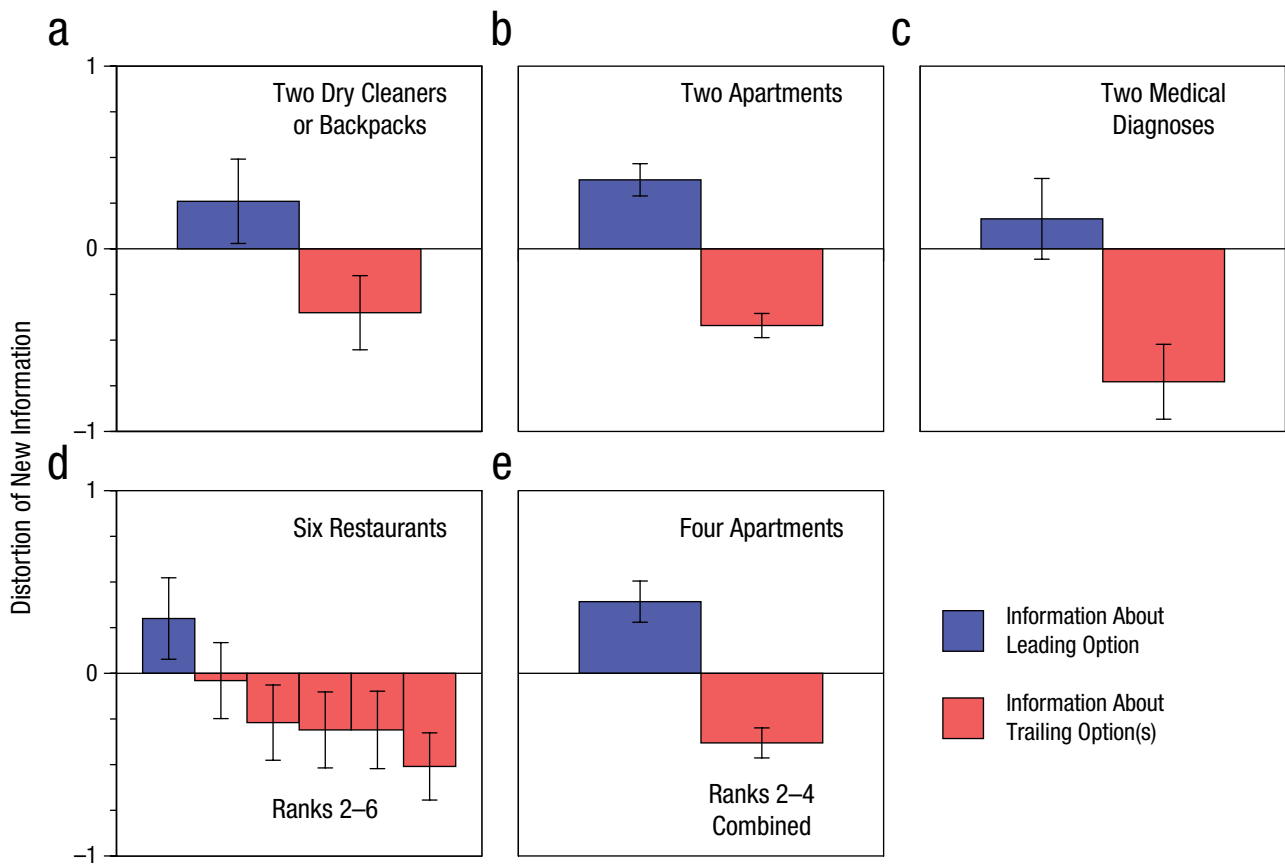 a
b
c
1
Two Dry Cleaners
or Backpacks
Two Apartments
Two Medical
Diagnoses
0
–1
Distortion of New Information
d
e
1
Six Restaurants
Four Apartments
0
Ranks 2–6
Ranks 2–4
Combined
–1
Information About
Leading Option
Information About
Trailing Option(s)